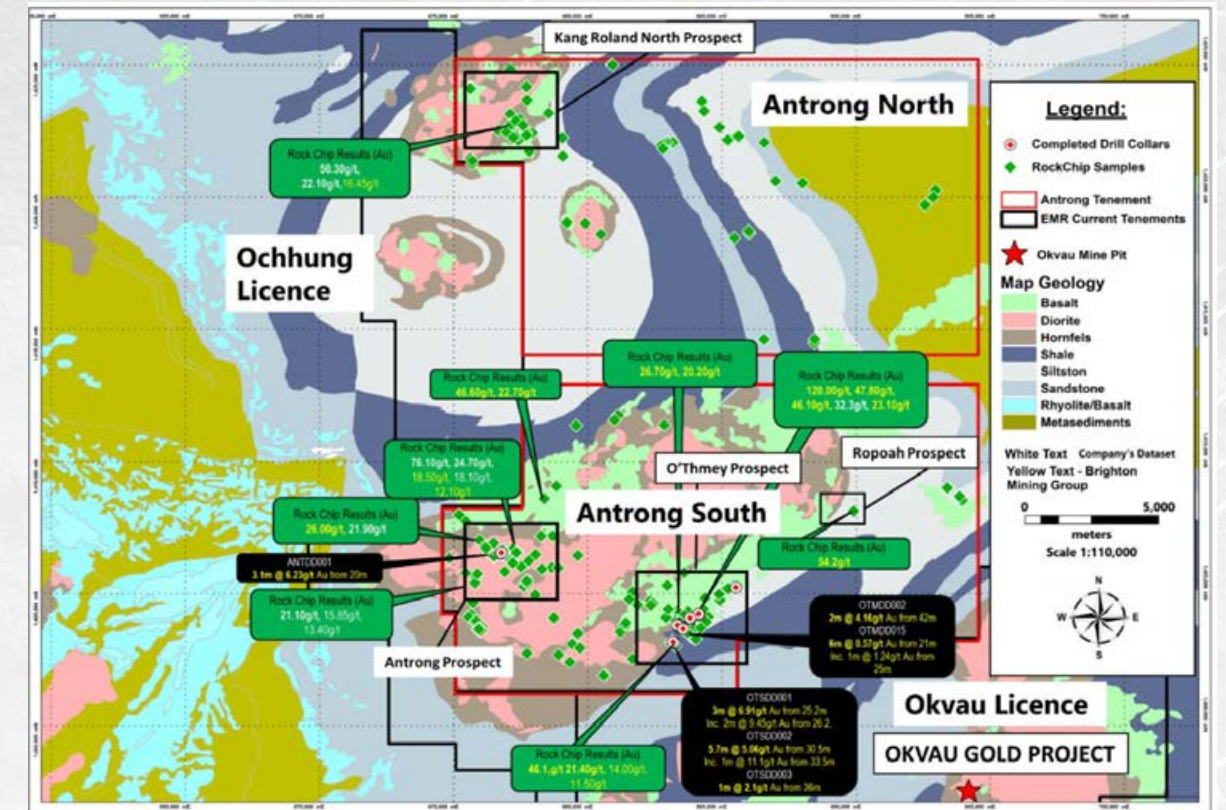 Kang Roland North Prospect
Antrong North
Rock Chip Results (Au)
50.30g/t,
22.10g/t,16.45g/t
Ochhung
Licence
Rock Chip Results (Au)
26.70g/t, 20.20g/t
Rock Chip Results (Au)
120.00g/t, 47.80g/t,
46.10g/t, 32.3g/t, 23.10g/t
Rock Chip Results (Au)
46.60g/t, 22.70g/t
Rock Chip Results (Au)
76.10g/t, 24.70g/t,
18.50g/t, 18.10g/t,
12.10g/t
O'Thmey Prospect
Ropoah Prospect
Antrong South
Rock Chip Results (Au)
26.00g/t, 21.90g/t
Rock Chip Results (Au)
54.2g/t
ANTDD001
3.1m @ 6.23g/t Au from 20m
Rock Chip Results (Au)
21.10g/t, 15.85g/t,
13.40g/t
OTMDD002
2m @ 4.16g/t Au from 42m
OTMDD015
6m @ 0.57g/t Au from 21m
Inc. 1m @ 1.24g/t Au from
25m
Antrong Prospect
OTSDD001
3m @ 6.91g/t Au from 25.2m
Inc. 2m @ 9.45g/t Au from 26.2,
OTSDD002
5.7m @ 5.06g/t Au from 30.5m
Inc. 1m @ 11.1g/t Au from 33.5m
OTSDD003
1m @ 2.1g/t Au from 36m
Rock Chip Results (Au)
46.1.g/t 21.40g/t, 14.00g/t,
11.50g/t
Okvau Licence
OKVAU GOLD PROJECT
Legend:
Completed Drill Collars
RockChip Samples
Antrong Tenement
EMR Current Tenements
Okvau Mine Pit
Map Geology
Basalt
Diorite
Hornfels
Shale
Siltston
Sandstone
Rhyolite/Basalt
Metasediments
White Text Company's Dataset
Yellow Text - Brighton
Mining Group
0 5,000
meters
Scale 1:110,000
N
W E
S